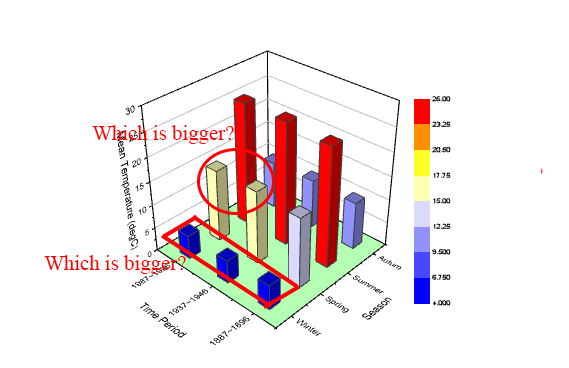 30
Which is bigger?
Mean Temperature (degC)
20
15
10
5
0
Which is bigger?
1937~1946
1887~1896
Time Period
Winter
Spring
Summer
Season
26.00
23.25
20.50
17.75
15.00
12.25
9.500
6.750
4.000